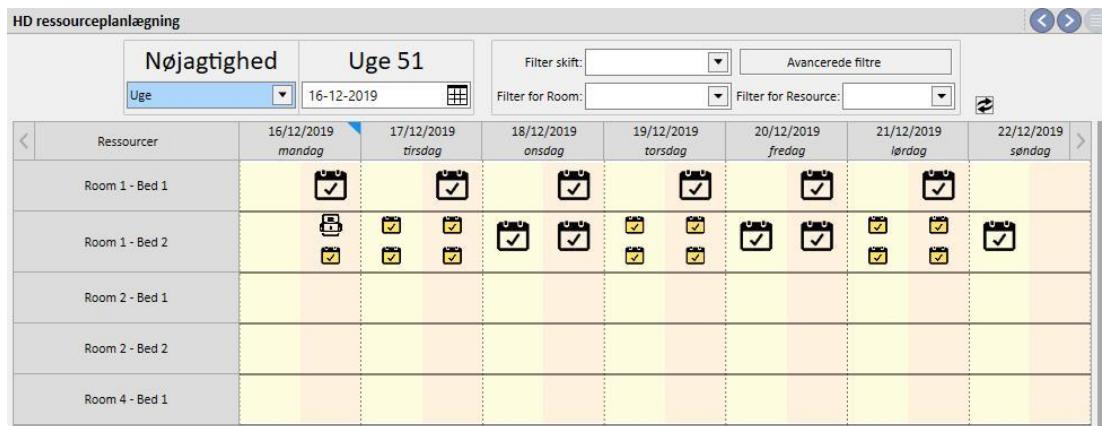 HD ressourceplanlægning
Nøjagtighed
Uge 51
Uge
16-12-2019
Filter skift:
Avancerede filtre
Filter for Room:
Filter for Resource:
Ressourcer
16/12/2019 17/12/2019 18/12/2019 19/12/2019 20/12/2019 21/12/2019 22/12/2019
mandag tirsdag onsdag torsdag fredag lørdag søndag
Room 1 - Bed 1
Room 1 - Bed 2
Room 2 - Bed 1
Room 2 - Bed 2
Room 4 - Bed 1